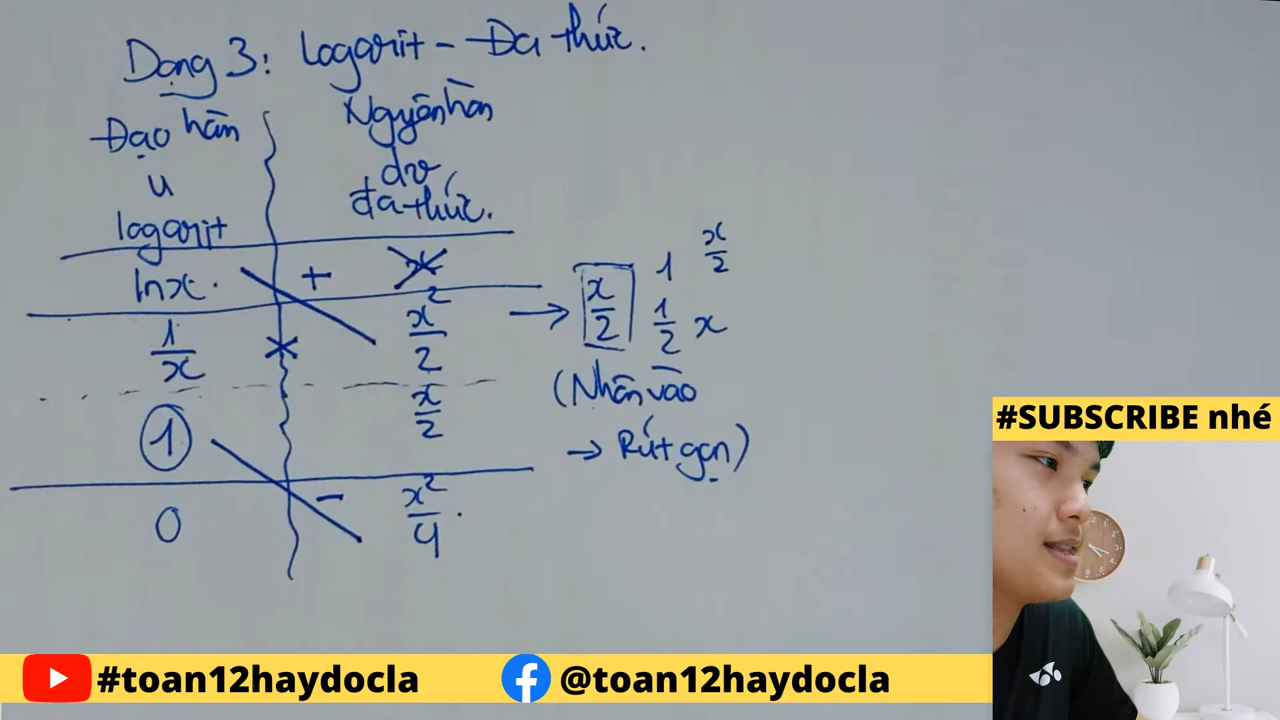 Dạng 3: Logarit - Đa thức.
Đạo hàm
u
logarit
Nguyên hàm
dv
đa thức.
lnx. + x
1/x x²/2
→ x/2
1 x/2
1/2 x
1 x/2
(Nhân vào
→ Rút gọn)
0 - x²/4.
#SUBSCRIBE nhé
#toan12haydocla
@toan12haydocla